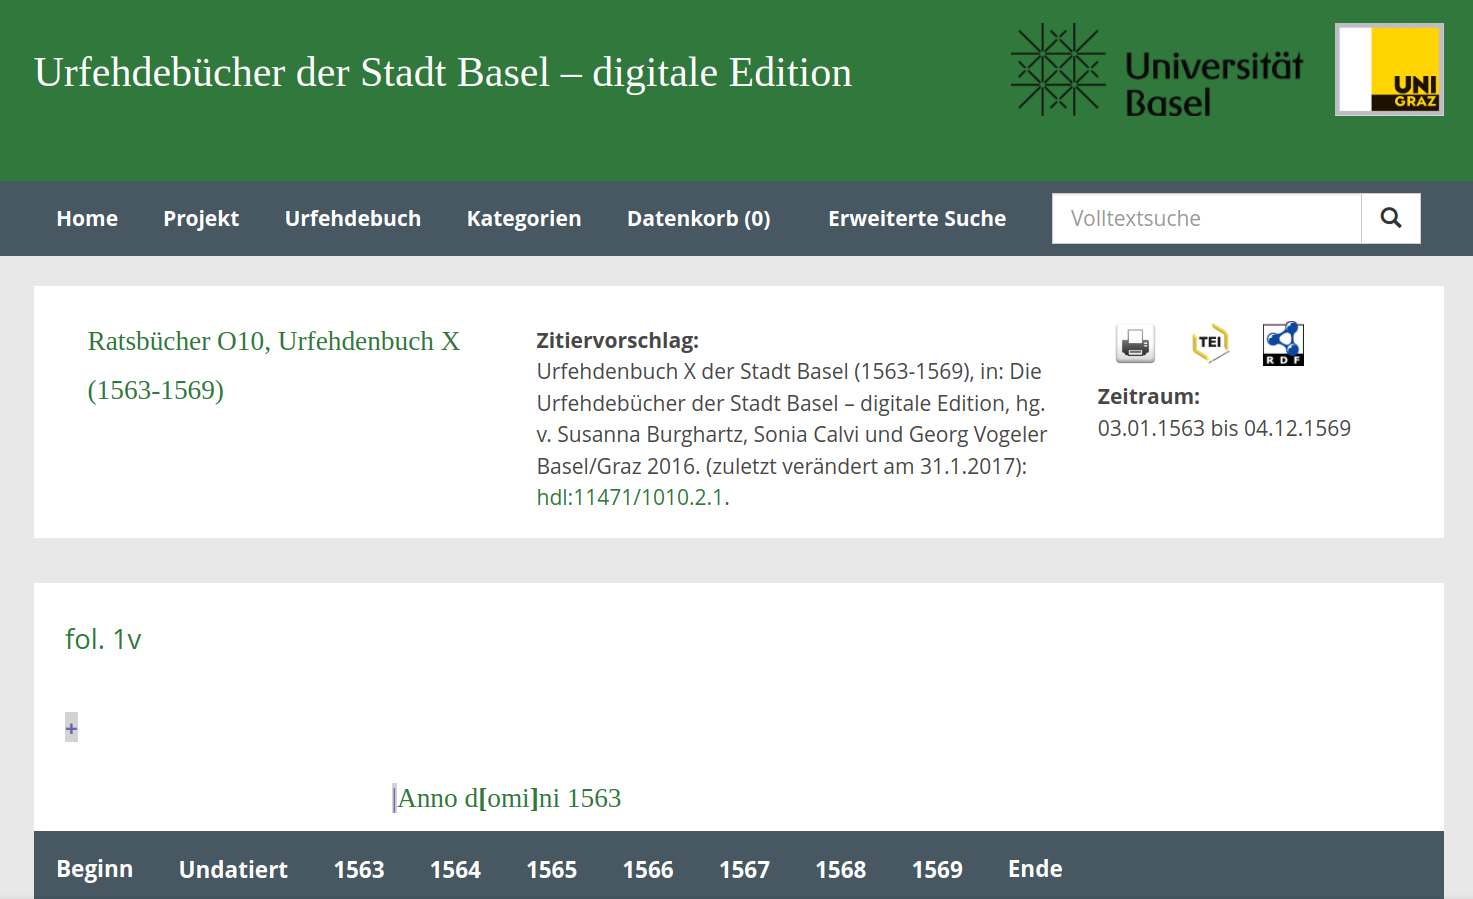 Urfehdebücher der Stadt Basel – digitale Edition
Universität
Basel
UNI
GRAZ
Home Projekt Urfehdebuch Kategorien Datenkorb (0) Erweiterte Suche Volltextsuche
Ratsbücher O10, Urfehdenbuch X
(1563-1569)
Zitiervorschlag:
Urfehdenbuch X der Stadt Basel (1563-1569), in: Die
Urfehdebücher der Stadt Basel – digitale Edition, hg.
v. Susanna Burghartz, Sonia Calvi und Georg Vogeler
Basel/Graz 2016. (zuletzt verändert am 31.1.2017):
hdl:11471/1010.2.1.
TEI
RDF
Zeitraum:
03.01.1563 bis 04.12.1569
fol. 1v
+
|Anno d[omi]ni 1563
Beginn Undatiert 1563 1564 1565 1566 1567 1568 1569 Ende